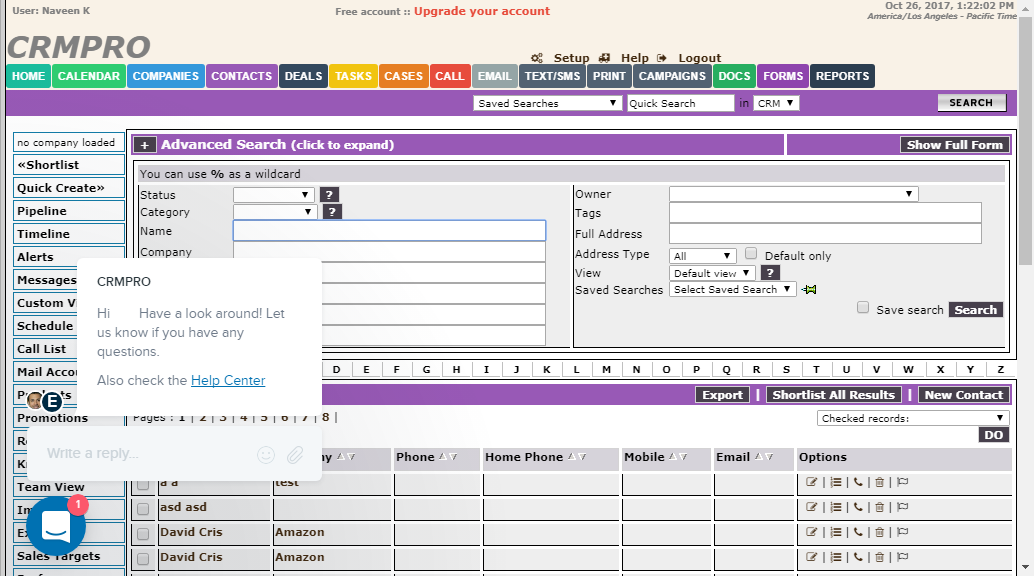 User: Naveen K
Free account :: Upgrade your account
Oct 26, 2017, 1:22:02 PM
America/Los Angeles - Pacific Time
CRMPRO
Setup Help Logout
HOME CALENDAR COMPANIES CONTACTS DEALS TASKS CASES CALL EMAIL TEXT/SMS PRINT CAMPAIGNS DOCS FORMS REPORTS
Saved Searches Quick Search in CRM SEARCH
no company loaded
«Shortlist
Quick Create»
Pipeline
Timeline
Alerts
Messages
Custom V
Schedule
Call List
Mail Accou
Promotions
Team View
Sales Targets
+ Advanced Search (click to expand) Show Full Form
You can use % as a wildcard
Status ?
Category ?
Name
Company
Owner
Tags
Full Address
Address Type All Default only
View Default view ?
Saved Searches Select Saved Search
Save search Search
CRMPRO
Hi Have a look around! Let
us know if you have any
questions.
Also check the Help Center
E
Write a reply...
1
D E F G H I J K L M N O P Q R S T U V W X Y Z
Export | Shortlist All Results | New Contact
Pages : 1 | 2 | 3 | 4 | 5 | 6 | 7 | 8 |
Checked records:
DO
Phone Home Phone Mobile Email Options
a a test
asd asd
David Cris Amazon
David Cris Amazon